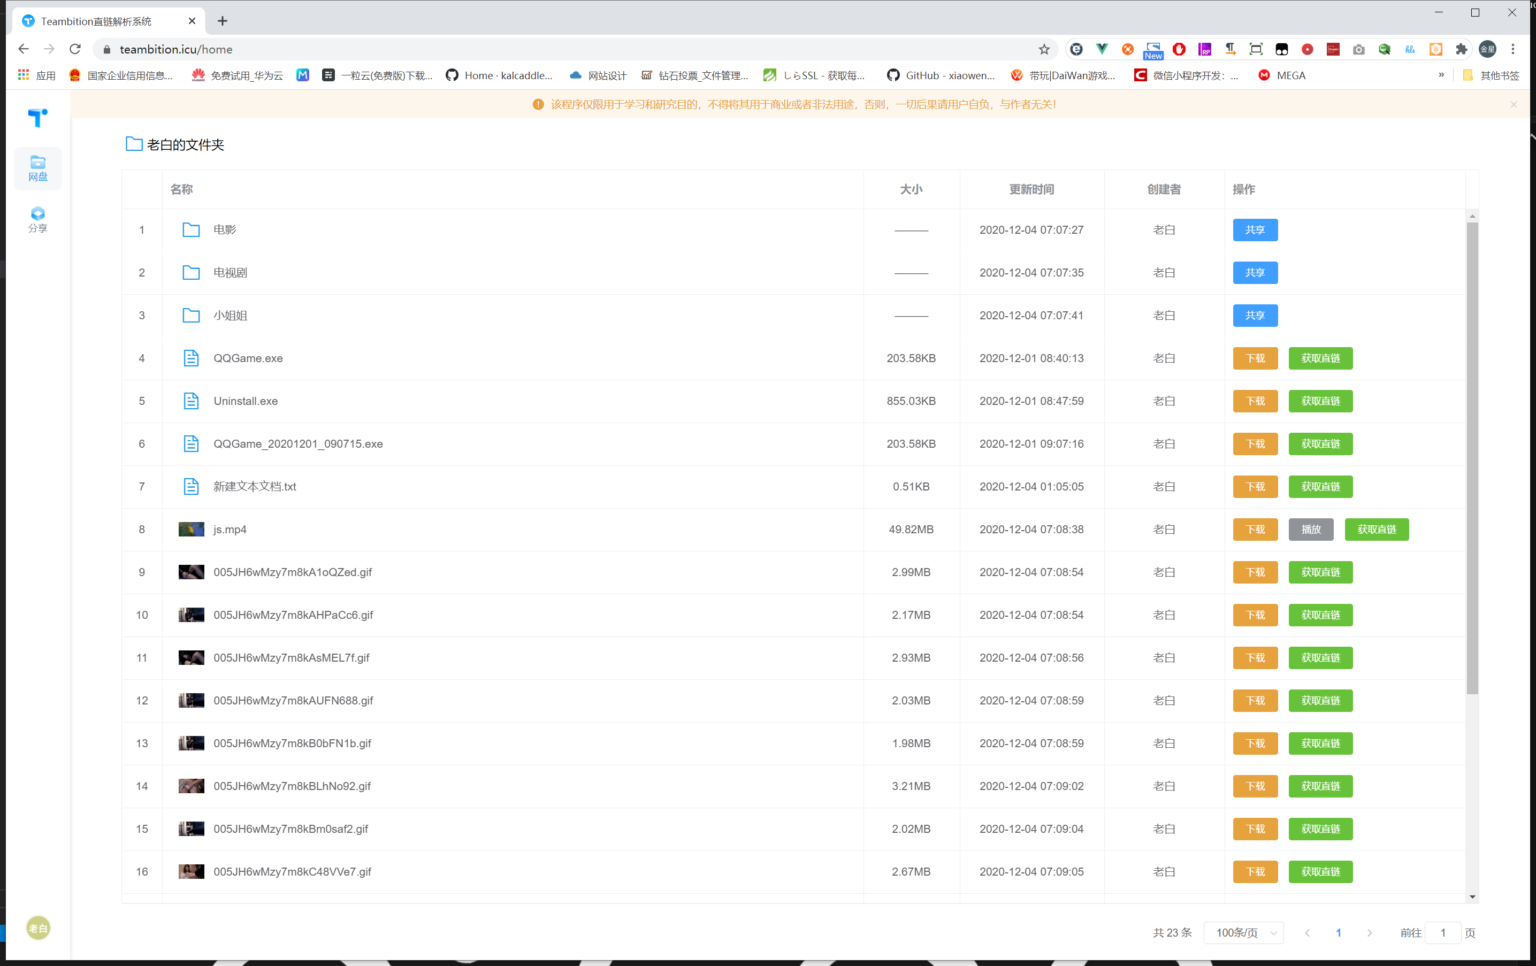 Teambition直链解析系统
teambition.icu/home
New
金星
应用 国家企业信用信息... 免费试用_华为云 一粒云(免费版)下载... Home · kalcaddle... 网站设计 钻石投票_文件管理... しらSSL - 获取每... GitHub - xiaowen... 带玩|DaiWan游戏... 微信小程序开发：... MEGA » 其他书签
该程序仅限用于学习和研究目的，不得将其用于商业或者非法用途，否则，一切后果请用户自负，与作者无关!
网盘
分享
老白的文件夹
名称 大小 更新时间 创建者 操作
1 电影 ——— 2020-12-04 07:07:27 老白 共享
2 电视剧 ——— 2020-12-04 07:07:35 老白 共享
3 小姐姐 ——— 2020-12-04 07:07:41 老白 共享
4 QQGame.exe 203.58KB 2020-12-01 08:40:13 老白 下载 获取直链
5 Uninstall.exe 855.03KB 2020-12-01 08:47:59 老白 下载 获取直链
6 QQGame_20201201_090715.exe 203.58KB 2020-12-01 09:07:16 老白 下载 获取直链
7 新建文本文档.txt 0.51KB 2020-12-04 01:05:05 老白 下载 获取直链
8 js.mp4 49.82MB 2020-12-04 07:08:38 老白 下载 播放 获取直链
9 005JH6wMzy7m8kA1oQZed.gif 2.99MB 2020-12-04 07:08:54 老白 下载 获取直链
10 005JH6wMzy7m8kAHPaCc6.gif 2.17MB 2020-12-04 07:08:54 老白 下载 获取直链
11 005JH6wMzy7m8kAsMEL7f.gif 2.93MB 2020-12-04 07:08:56 老白 下载 获取直链
12 005JH6wMzy7m8kAUFN688.gif 2.03MB 2020-12-04 07:08:59 老白 下载 获取直链
13 005JH6wMzy7m8kB0bFN1b.gif 1.98MB 2020-12-04 07:08:59 老白 下载 获取直链
14 005JH6wMzy7m8kBLhNo92.gif 3.21MB 2020-12-04 07:09:02 老白 下载 获取直链
15 005JH6wMzy7m8kBm0saf2.gif 2.02MB 2020-12-04 07:09:04 老白 下载 获取直链
16 005JH6wMzy7m8kC48VVe7.gif 2.67MB 2020-12-04 07:09:05 老白 下载 获取直链
老白
共 23 条 100条/页 1 前往 1 页